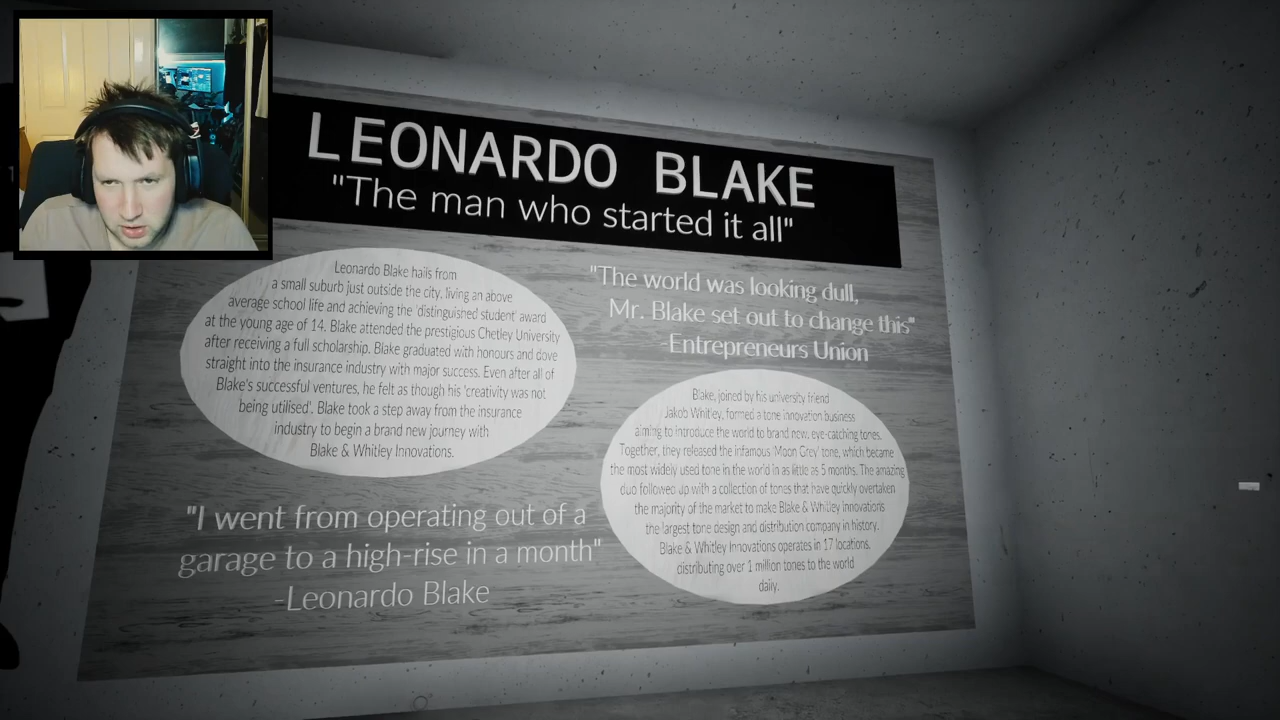 LEONARDO BLAKE
"The man who started it all"
Leonardo Blake hails from
a small suburb just outside the city, living an above
average school life and achieving the 'distinguished student' award
at the young age of 14. Blake attended the prestigious Chetley University
after receiving a full scholarship. Blake graduated with honours and dove
straight into the insurance industry with major success. Even after all of
Blake's successful ventures, he felt as though his 'creativity was not
being utilised'. Blake took a step away from the insurance
industry to begin a brand new journey with
Blake & Whitley Innovations.
"The world was looking dull,
Mr. Blake set out to change this"
-Entrepreneurs Union
Blake, joined by his university friend
Jakob Whitley, formed a tone innovation business
aiming to introduce the world to brand new, eye-catching tones.
Together, they released the infamous 'Moon Grey' tone, which became
the most widely used tone in the world in as little as 5 months. The amazing
duo followed up with a collection of tones that have quickly overtaken
the majority of the market to make Blake & Whitley Innovations
the largest tone design and distribution company in history.
Blake & Whitley Innovations operates in 17 locations,
distributing over 1 million tones to the world
daily.
"I went from operating out of a
garage to a high-rise in a month"
-Leonardo Blake